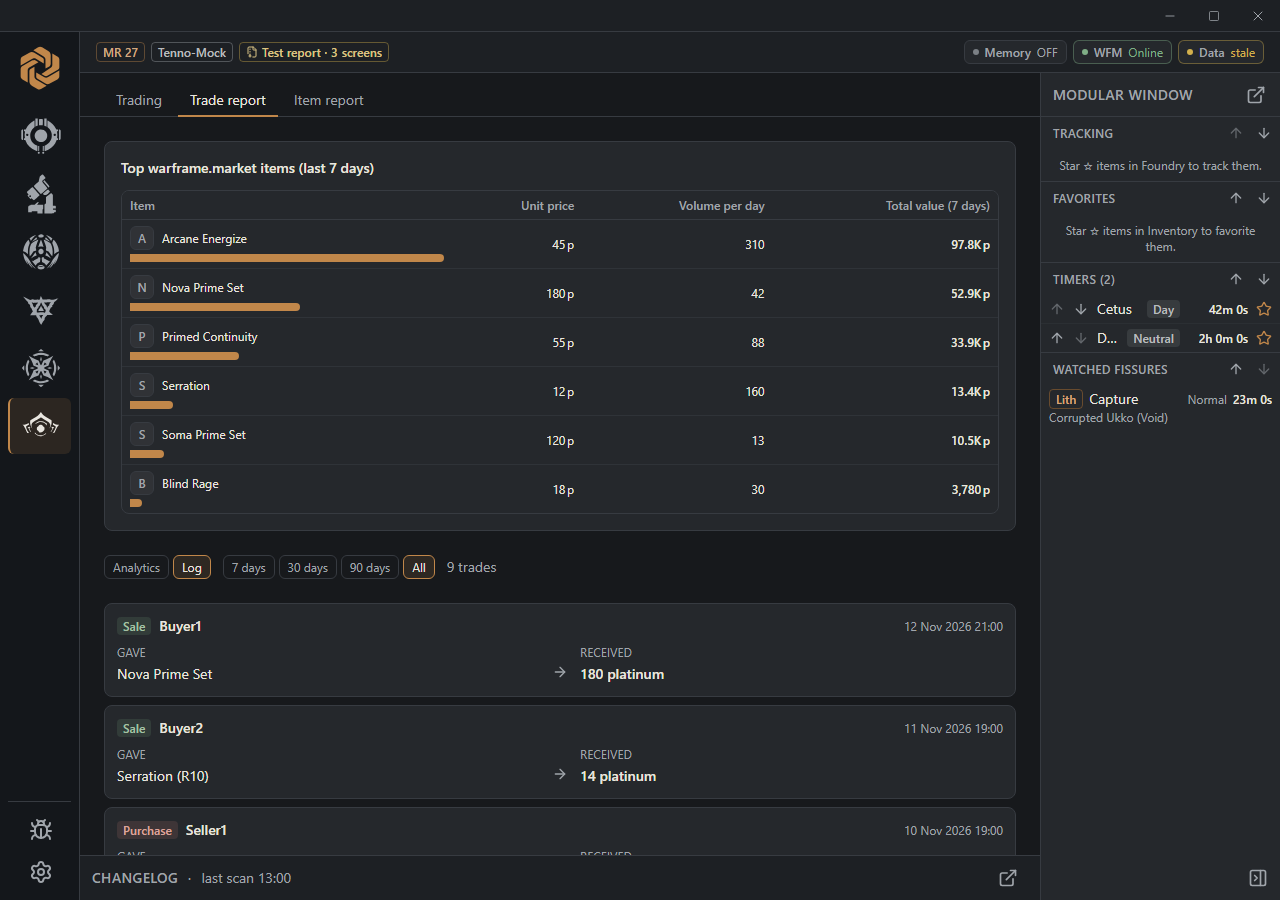 MR 27 Tenno-Mock Test report · 3 screens Memory OFF WFM Online Data stale
Trading Trade report Item report
Top warframe.market items (last 7 days)
Item Unit price Volume per day Total value (7 days)
A Arcane Energize 45 p 310 97.8K p
N Nova Prime Set 180 p 42 52.9K p
P Primed Continuity 55 p 88 33.9K p
S Serration 12 p 160 13.4K p
S Soma Prime Set 120 p 13 10.5K p
B Blind Rage 18 p 30 3,780 p
Analytics Log 7 days 30 days 90 days All 9 trades
Sale Buyer1 12 Nov 2026 21:00
GAVE RECEIVED
Nova Prime Set → 180 platinum
Sale Buyer2 11 Nov 2026 19:00
GAVE RECEIVED
Serration (R10) → 14 platinum
Purchase Seller1 10 Nov 2026 19:00
GAVE RECEIVED
CHANGELOG · last scan 13:00
MODULAR WINDOW
TRACKING
Star ☆ items in Foundry to track them.
FAVORITES
Star ☆ items in Inventory to favorite
them.
TIMERS (2)
Cetus Day 42m 0s
D... Neutral 2h 0m 0s
WATCHED FISSURES
Lith Capture Normal 23m 0s
Corrupted Ukko (Void)